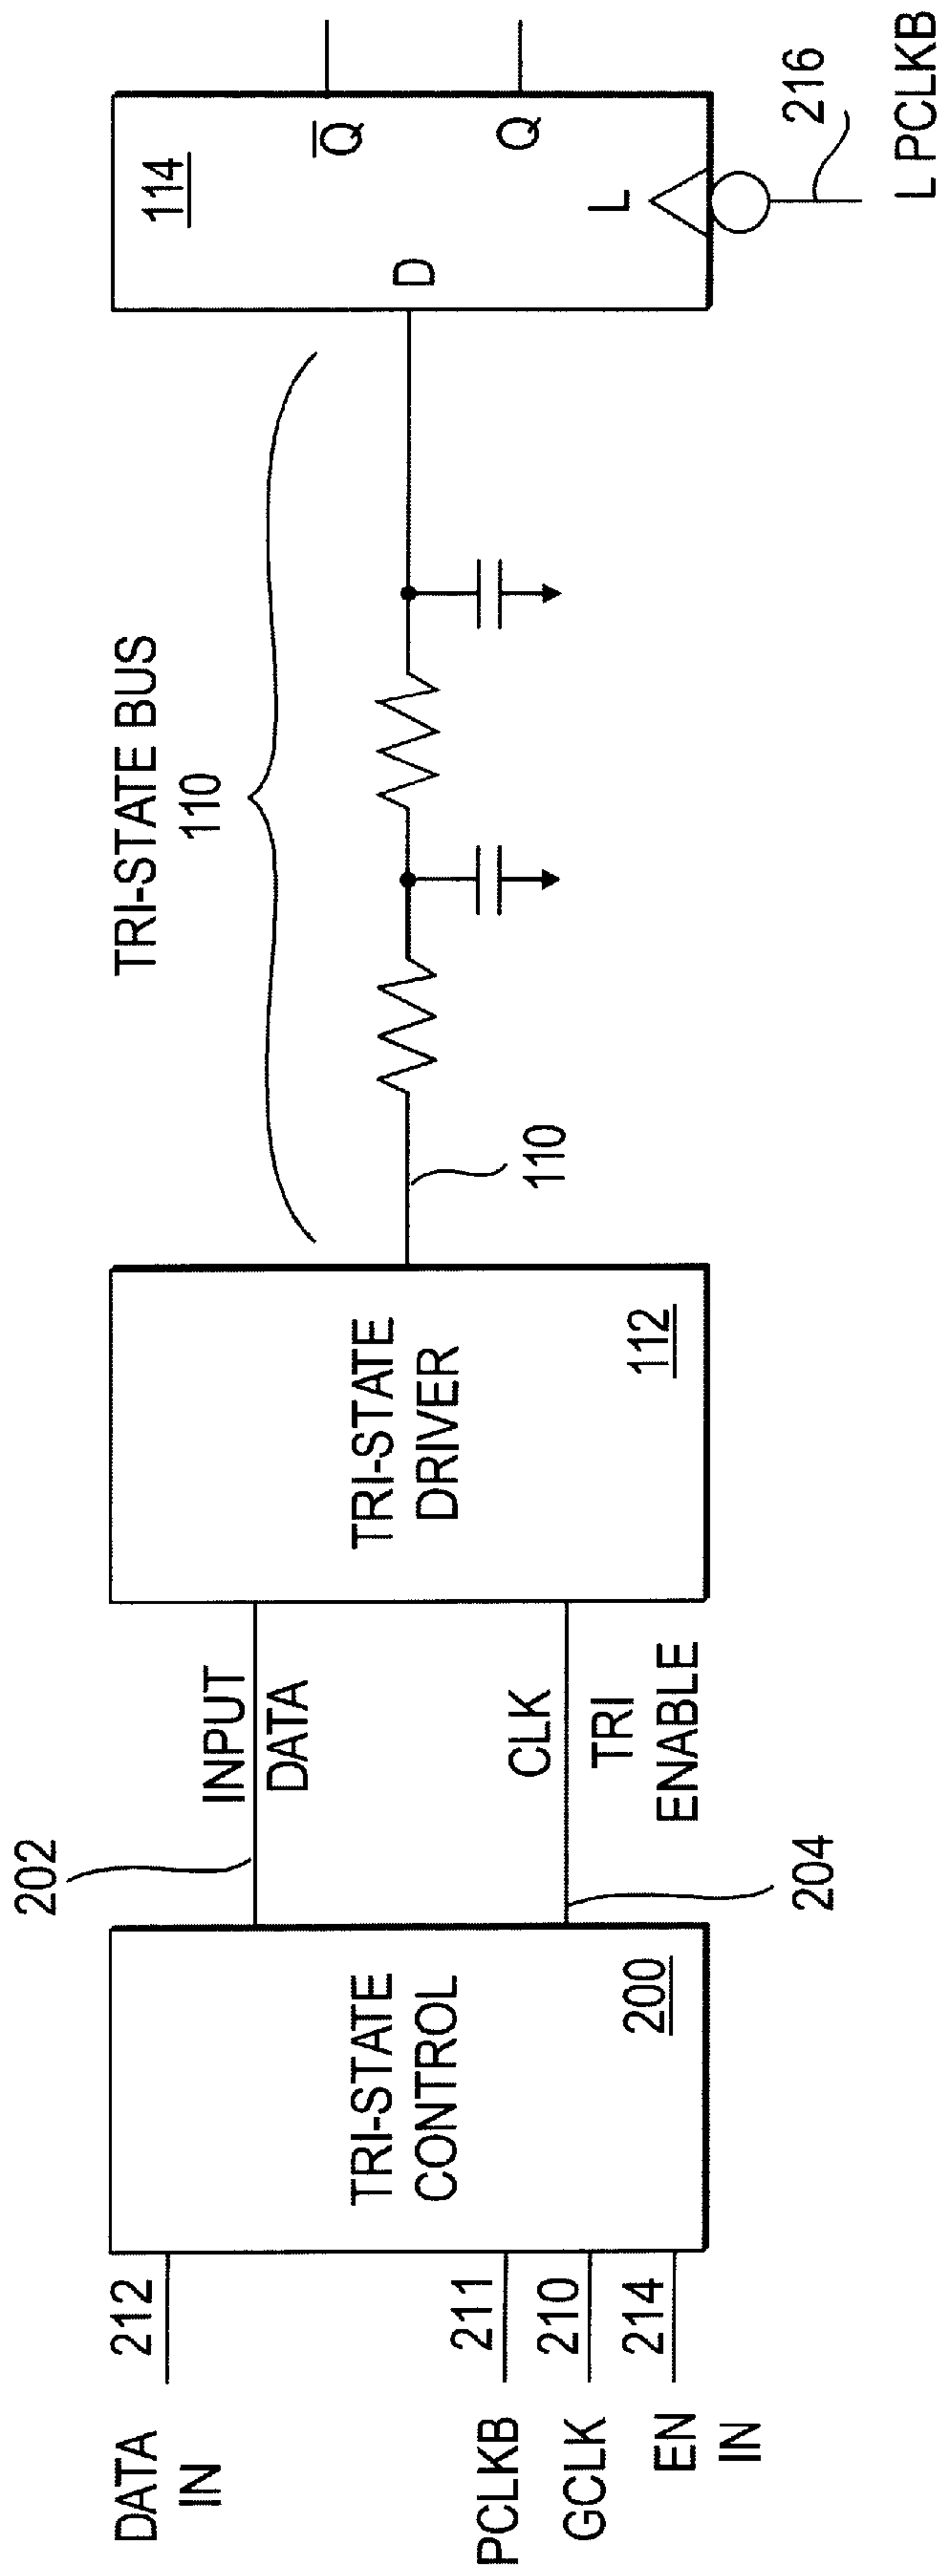 DATA
IN
212
PCLKB
211
GCLK
210
EN
IN
214
TRI-STATE
CONTROL
200
202
INPUT
DATA
CLK
TRI
ENABLE
204
TRI-STATE
DRIVER
112
110
TRI-STATE BUS
110
114
D
Q̅
Q
L
216
L PCLKB